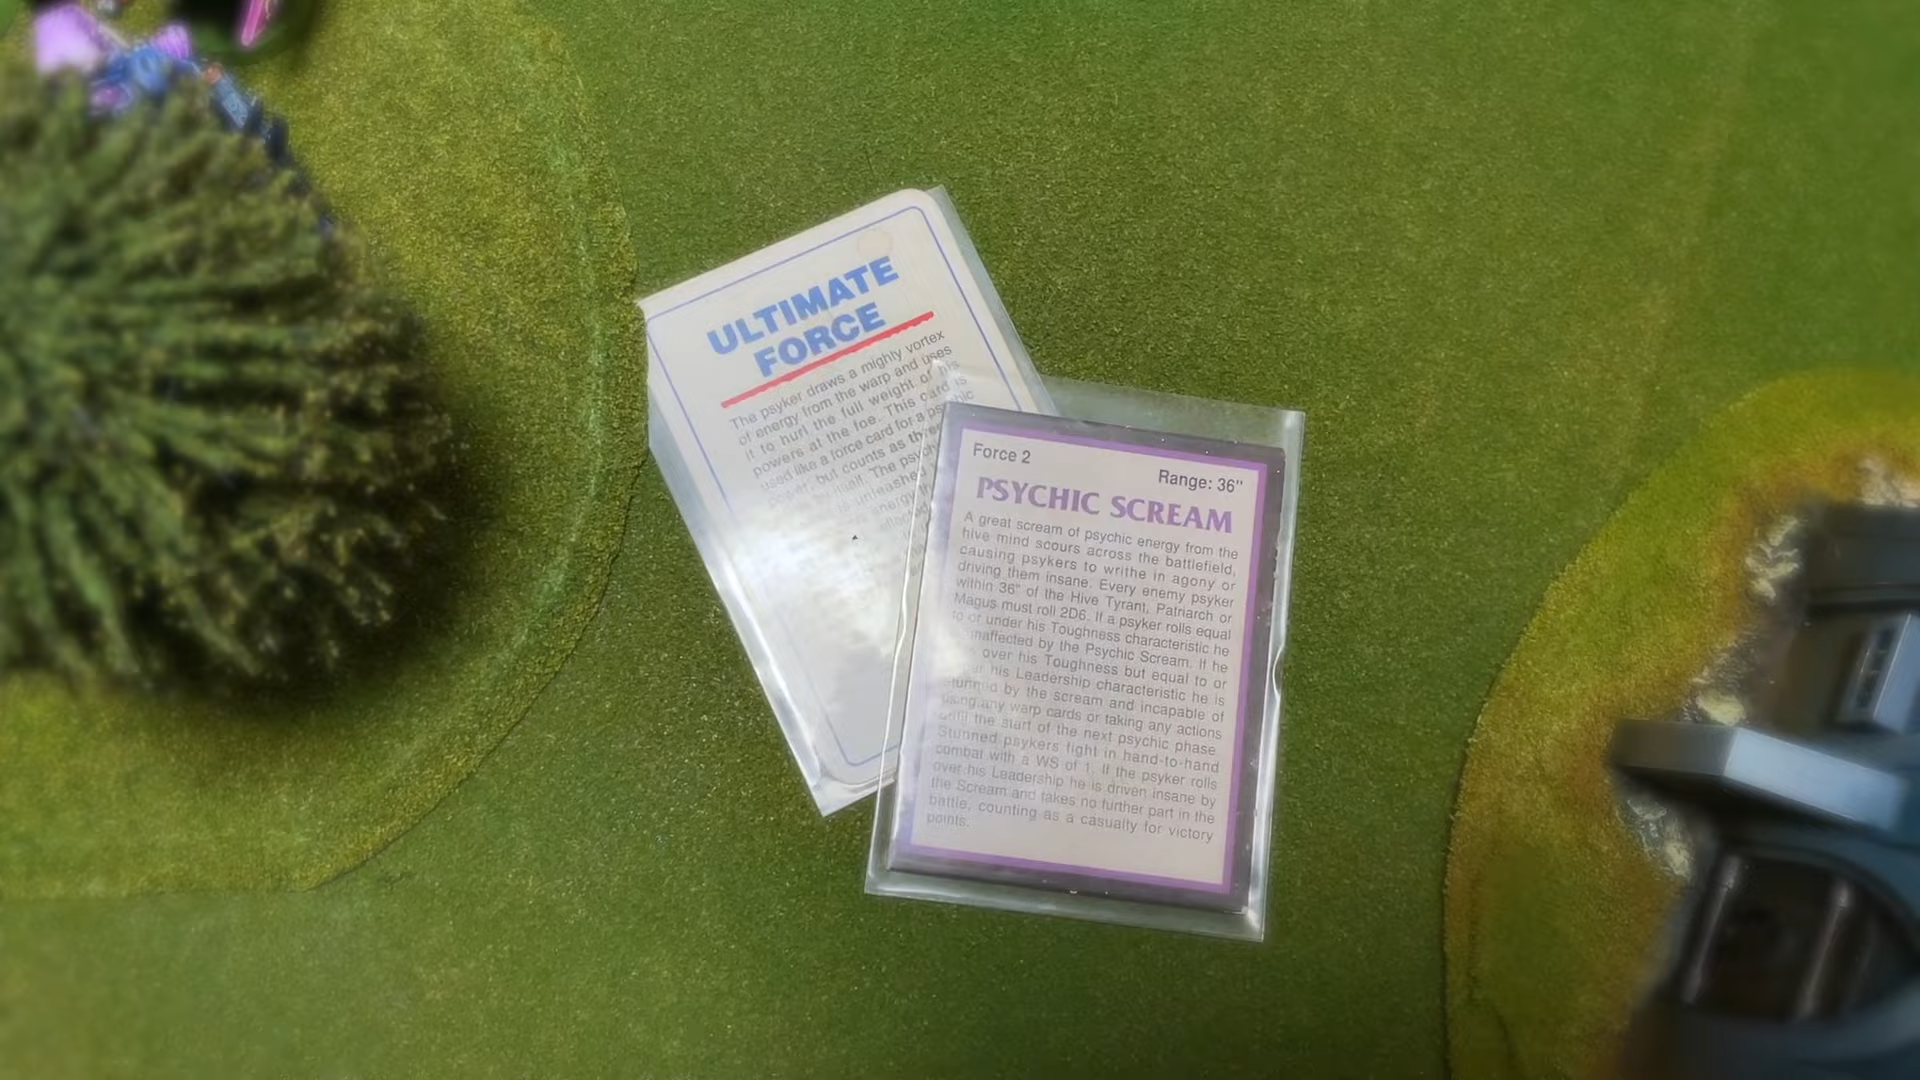 ULTIMATE
FORCE
The psyker draws a mighty vortex
of energy from the warp and uses
it to hurl the full weight of his
powers at the foe. This card is
used like a force card for a psychic
power, but counts as three
itself. The psych
is unleashed
energy
Force 2
Range: 36"
PSYCHIC SCREAM
A great scream of psychic energy from the
hive mind scours across the battlefield,
causing psykers to writhe in agony or
driving them insane. Every enemy psyker
within 36" of the Hive Tyrant, Patriarch or
Magus must roll 2D6. If a psyker rolls equal
to or under his Toughness characteristic he
unaffected by the Psychic Scream. If he
over his Toughness but equal to or
his Leadership characteristic he is
stunned by the scream and incapable of
using any warp cards or taking any actions
until the start of the next psychic phase
Stunned psykers fight in hand-to-hand
combat with a WS of 1. If the psyker rolls
over his Leadership he is driven insane by
the Scream and takes no further part in the
battle, counting as a casualty for victory
points.